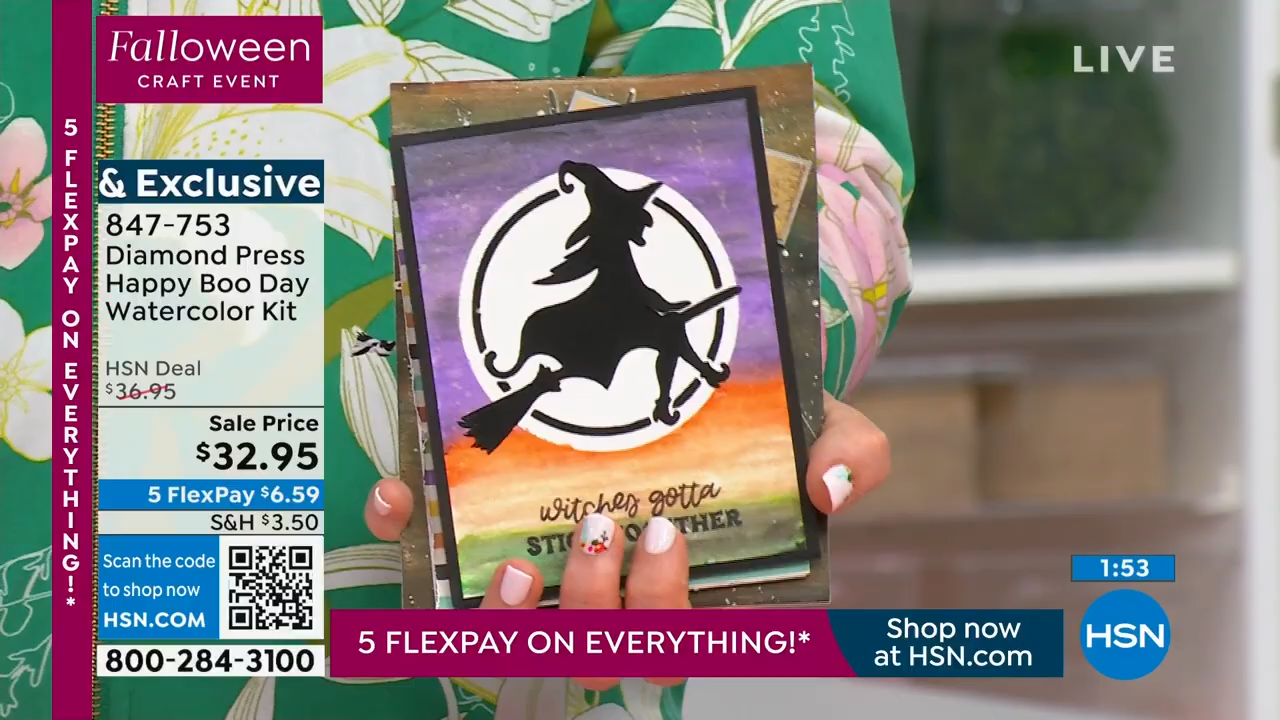 Falloween
CRAFT EVENT
LIVE
5 FLEXPAY ON EVERYTHING!*
& Exclusive
847-753
Diamond Press
Happy Boo Day
Watercolor Kit
HSN Deal
$36.95
Sale Price
$32.95
5 FlexPay $6.59
S&H $3.50
Scan the code
to shop now
HSN.COM
800-284-3100
witches gotta
5 FLEXPAY ON EVERYTHING!*
Shop now
at HSN.com
1:53
HSN